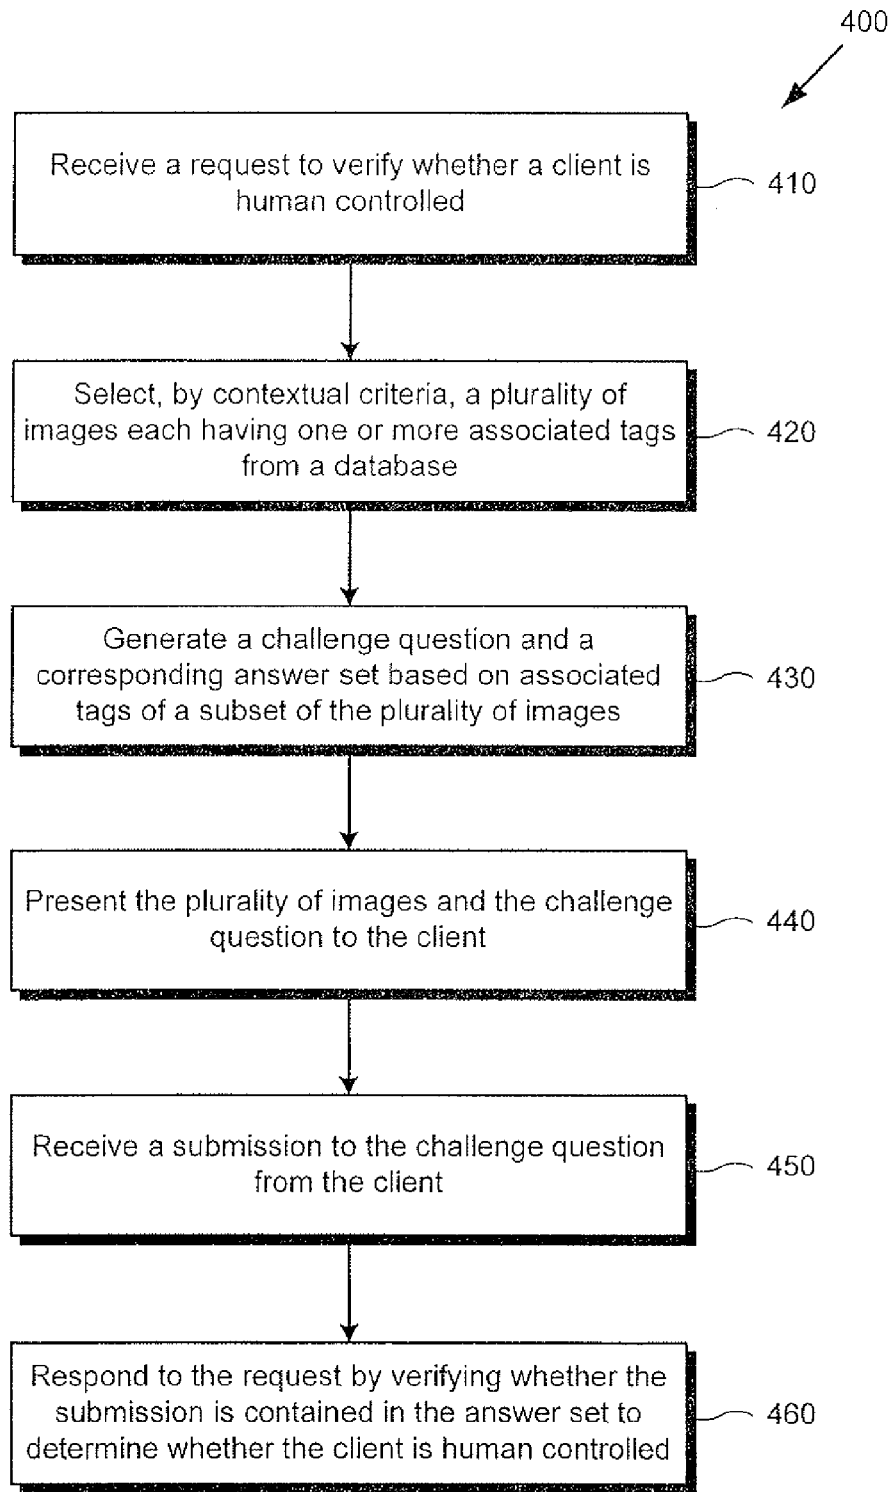 400
Receive a request to verify whether a client is
human controlled
410
Select, by contextual criteria, a plurality of
images each having one or more associated tags
from a database
420
Generate a challenge question and a
corresponding answer set based on associated
tags of a subset of the plurality of images
430
Present the plurality of images and the challenge
question to the client
440
Receive a submission to the challenge question
from the client
450
Respond to the request by verifying whether the
submission is contained in the answer set to
determine whether the client is human controlled
460